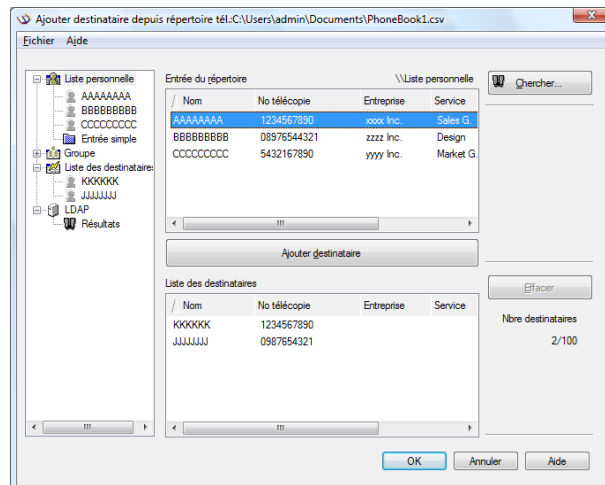 Ajouter destinataire depuis répertoire tél.:C:\Users\admin\Documents\PhoneBook1.csv
Fichier Aide
Liste personnelle
AAAAAAAA
BBBBBBBBB
CCCCCCCCC
Entrée simple
Groupe
Liste des destinataire
KKKKKK
JJJJJJJJ
LDAP
Résultats
Entrée du répertoire \\Liste personnelle
Nom No télécopie Entreprise Service
AAAAAAAA 1234567890 xxxx Inc. Sales G.
BBBBBBBBB 08976544321 zzzz Inc. Design
CCCCCCCCC 5432167890 yyyy Inc. Market G.
Ajouter destinataire
Liste des destinataires
Nom No télécopie Entreprise Service
KKKKKK 1234567890
JJJJJJJJ 0987654321
Chercher...
Effacer
Nbre destinataires
2/100
OK Annuler Aide